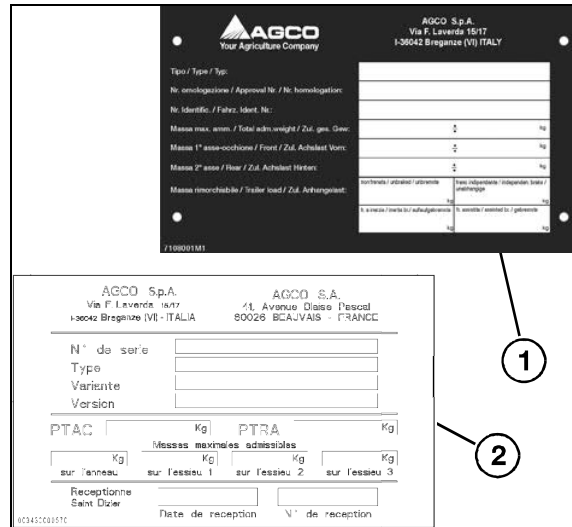 AGCO
Your Agriculture Company
AGCO S.p.A.
Via F. Laverda 15/17
I-36042 Breganze (VI) ITALY
Tipo / Type / Typ:
Nr. omologazione / Approval Nr. / Nr. homologation:
Nr. Identific. / Fahrz. Ident. Nr.:
Massa max. amm. / Total adm.weight / Zul. ges. Gew: kg
Massa 1° asse-occhione / Front / Zul. Achslast Vorn: kg
Massa 2° asse / Rear / Zul. Achslast Hinten: kg
Massa rimorchiabile / Trailer load / Zul. Anhangelast:
kg kg
kg kg
7108001M1
1
AGCO S.p.A.
Via F. Laverda 15/17
I-36042 Breganze (VI) - ITALIA
AGCO S.A.
41, Avenue Blaise Pascal
60026 BEAUVAIS - FRANCE
N° de serie
Type
Variante
Version
PTAC Kg PTRA Kg
Masses maximales admissibles
Kg Kg Kg Kg
sur l'anneau sur l'essieu 1 sur l'essieu 2 sur l'essieu 3
Receptionne
Saint Dizier
Date de reception N° de reception
2